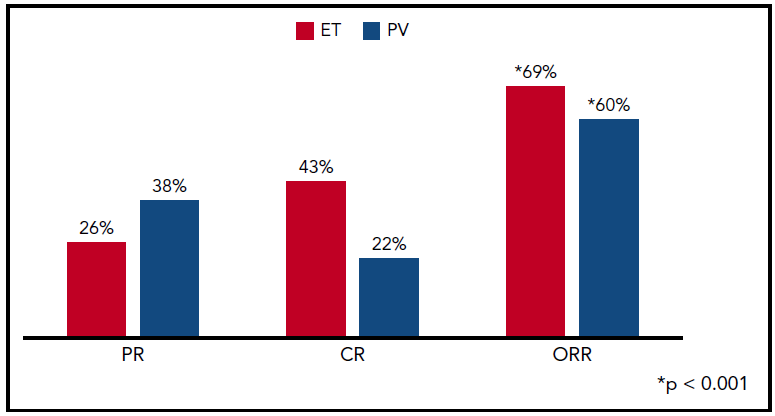 ET PV
*69%
*60%
43%
38%
26%
22%
PR CR ORR
*p < 0.001